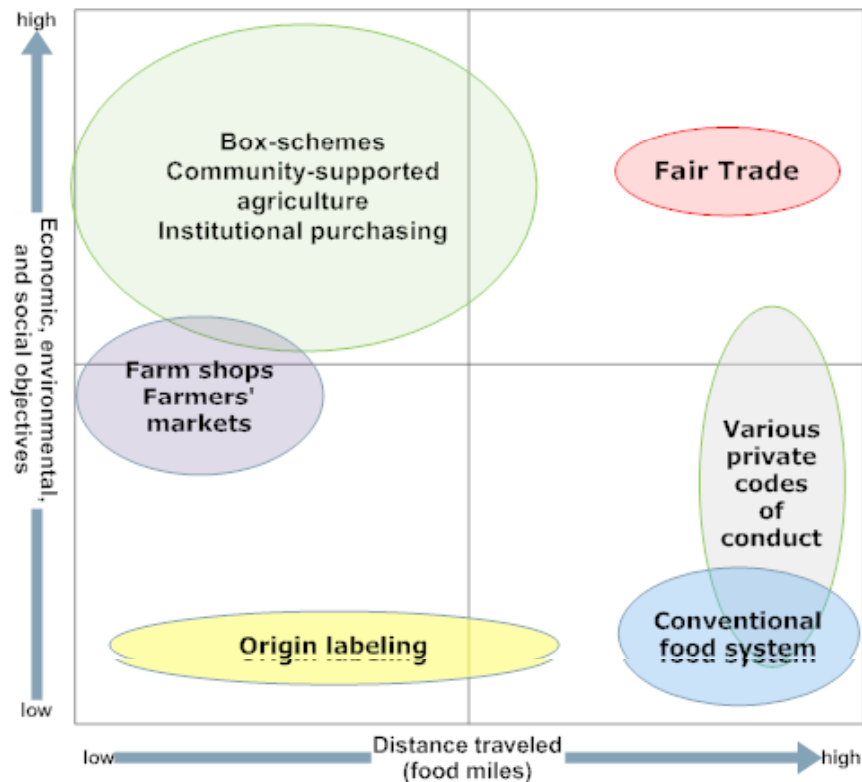 high
Box-schemes
Community-supported
agriculture
Institutional purchasing
Fair Trade
Economic, environmental,
and social objectives
Farm shops
Farmers'
markets
Various
private
codes
of
conduct
Origin labeling
Conventional
food system
low
low
Distance traveled
(food miles)
high